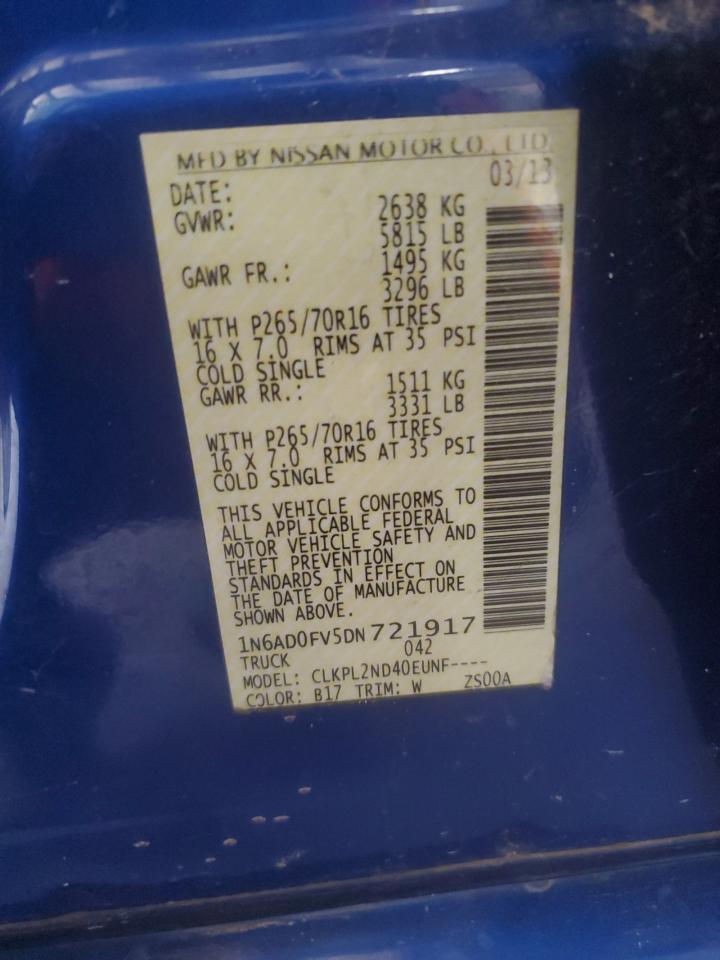 MFD BY NISSAN MOTOR CO., LTD.
DATE: 03/13
GVWR: 2638 KG
5815 LB
GAWR FR.: 1495 KG
3296 LB
WITH P265/70R16 TIRES
16 X 7.0 RIMS AT 35 PSI
COLD SINGLE
GAWR RR.: 1511 KG
3331 LB
WITH P265/70R16 TIRES
16 X 7.0 RIMS AT 35 PSI
COLD SINGLE
THIS VEHICLE CONFORMS TO
ALL APPLICABLE FEDERAL
MOTOR VEHICLE SAFETY AND
THEFT PREVENTION
STANDARDS IN EFFECT ON
THE DATE OF MANUFACTURE
SHOWN ABOVE.
1N6AD0FV5DN721917
TRUCK 042
MODEL: CLKPL2ND40EUNF----
COLOR: B17 TRIM: W ZS00A